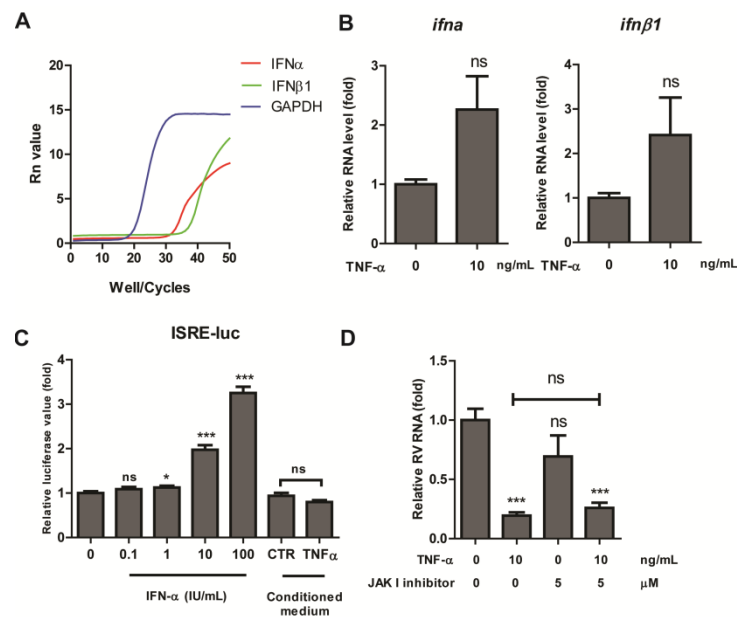 A
Rn value
20
15
10
5
0
0 10 20 30 40 50
Well/Cycles
IFNα
IFNβ1
GAPDH
B
ifna
Relative RNA level (fold)
3
2
1
0
ns
TNF-α 0 10 ng/mL
ifnβ1
Relative RNA level (fold)
4
3
2
1
0
ns
TNF-α 0 10 ng/mL
C
ISRE-luc
Relative luciferase value (fold)
4
3
2
1
0
ns * *** *** ns
0 0.1 1 10 100 CTR TNFα
IFN-α (IU/mL)
Conditioned
medium
D
Relative RV RNA (fold)
1.5
1.0
0.5
0.0
ns
*** ns ***
TNF-α 0 10 0 10 ng/mL
JAK I inhibitor 0 0 5 5 μM